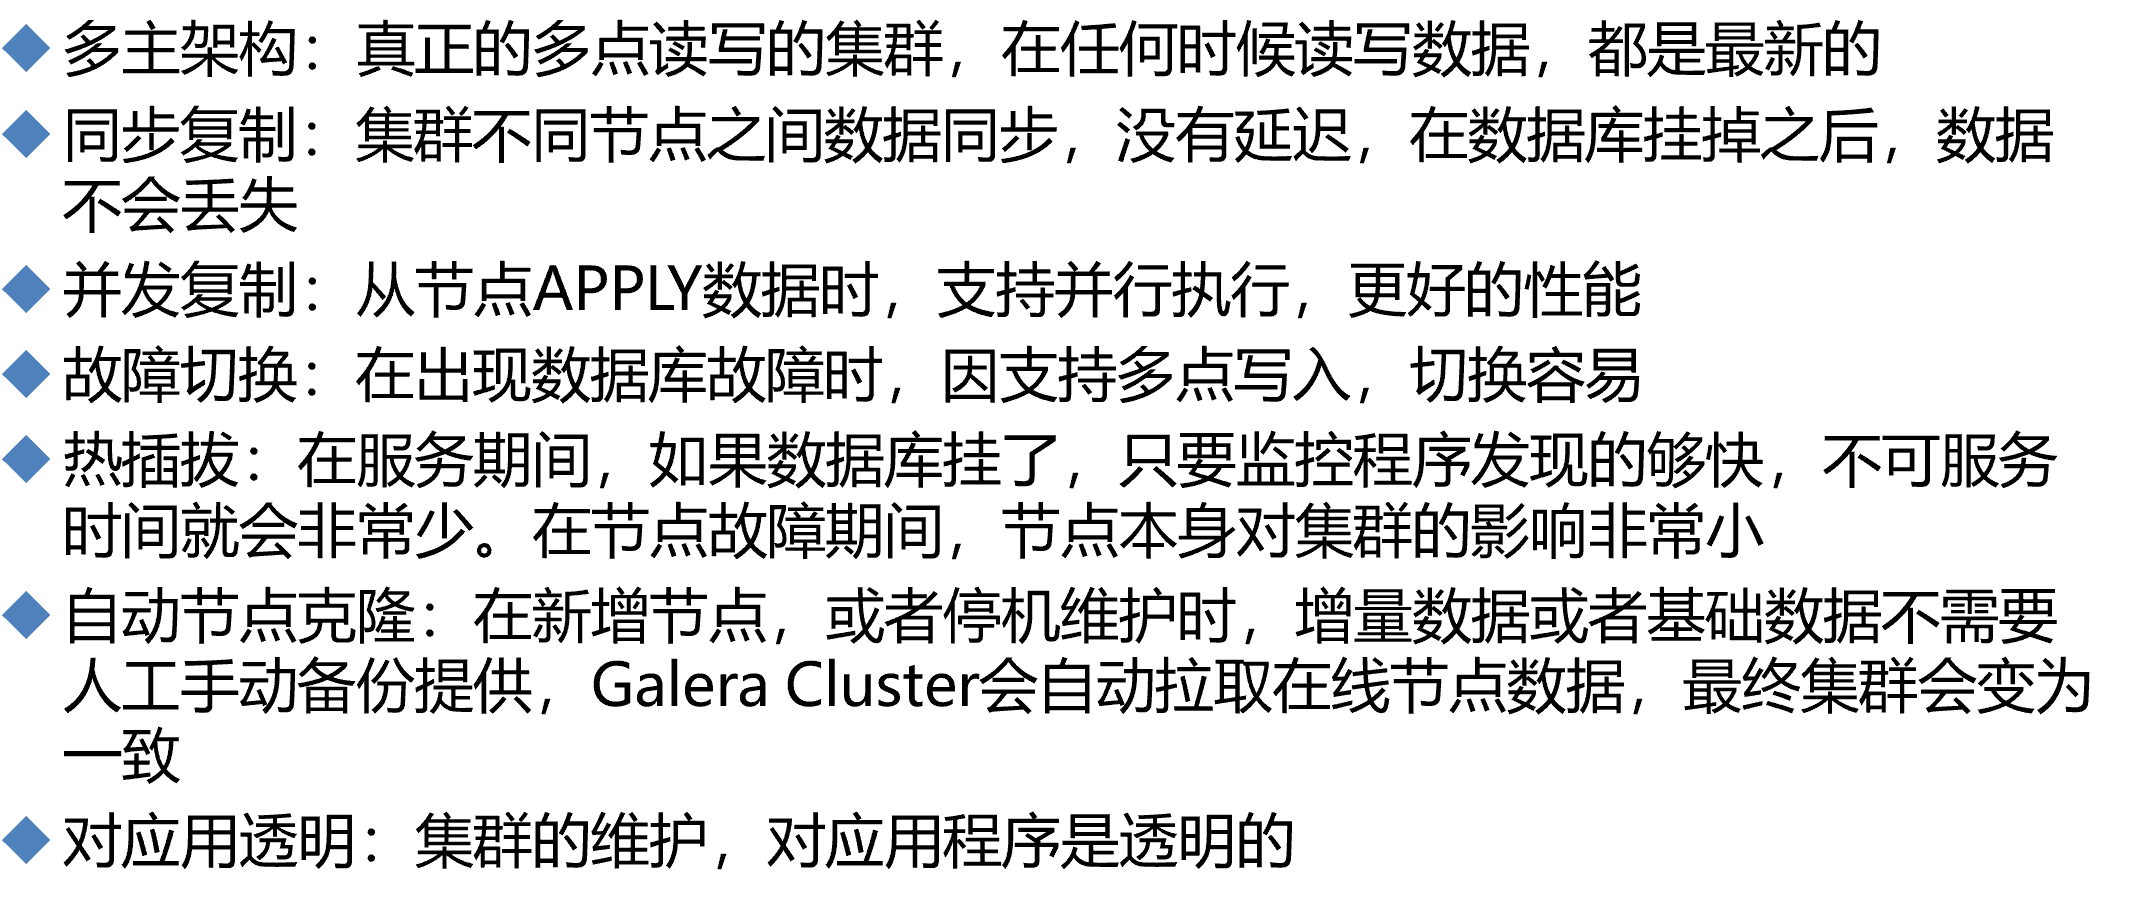 多主架构：真正的多点读写的集群，在任何时候读写数据，都是最新的
同步复制：集群不同节点之间数据同步，没有延迟，在数据库挂掉之后，数据
不会丢失
并发复制：从节点APPLY数据时，支持并行执行，更好的性能
故障切换：在出现数据库故障时，因支持多点写入，切换容易
热插拔：在服务期间，如果数据库挂了，只要监控程序发现的够快，不可服务
时间就会非常少。在节点故障期间，节点本身对集群的影响非常小
自动节点克隆：在新增节点，或者停机维护时，增量数据或者基础数据不需要
人工手动备份提供，Galera Cluster会自动拉取在线节点数据，最终集群会变为
一致
对应用透明：集群的维护，对应用程序是透明的